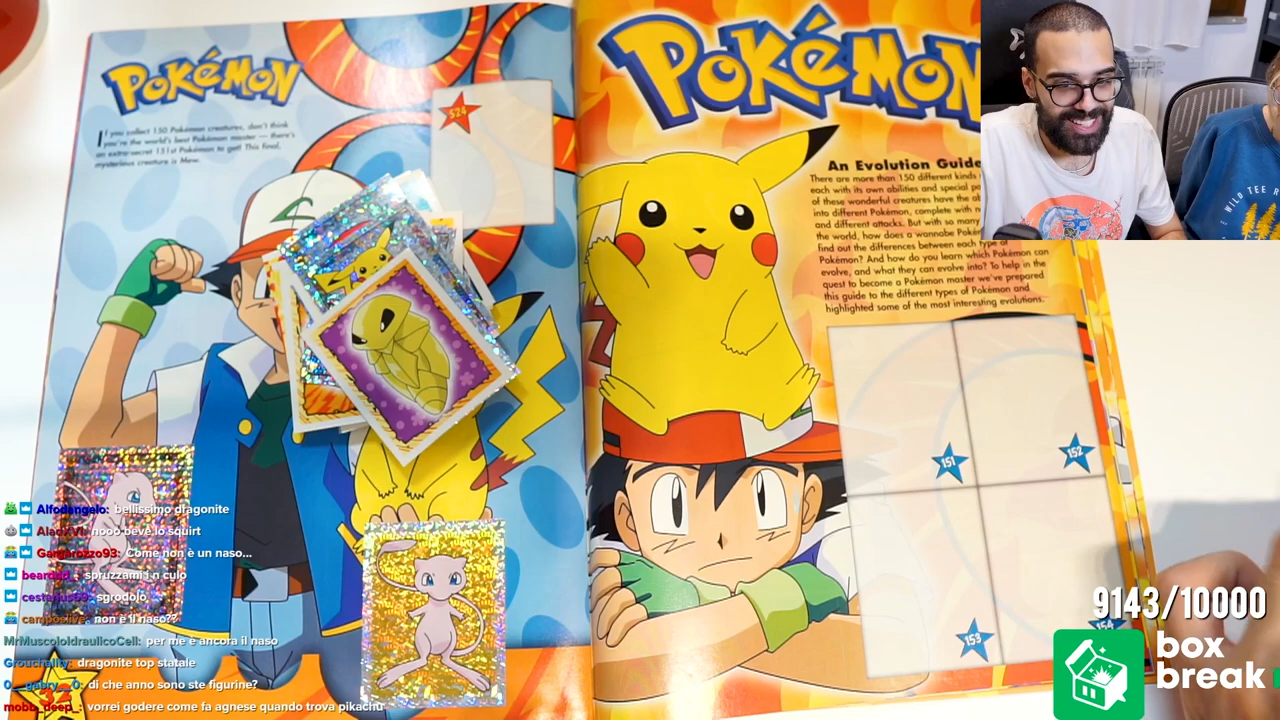 POKéMON
If you collect 150 Pokémon creatures, don't think
you're the world's best Pokémon master — there's
an extra-secret 151st Pokémon to get! This final,
mysterious creature is Mew.
S24
POKéMON
An Evolution Guide
There are more than 150 different kinds
each with its own abilities and special
of these wonderful creatures have the
into different Pokémon, complete with
and different attacks. But with so many
the world, how does a wannabe
find out the differences between each type of
Pokémon? And how do you learn which Pokémon can
evolve, and what they can evolve into? To help in the
quest to become a Pokémon master we've prepared
this guide to the different types of Pokémon and
highlighted some of the most interesting evolutions.
151
152
153
154
WILD TEE
Alfodangelo: bellissimo dragonite
nooo beve lo squirt
Gargarozzo93: Come non è un naso...
spruzzami in culo
sgrodolo
camposlive: non è il naso??
MrMuscoloIdraulicoCell: per me è ancora il naso
Grouchality: dragonite top statale
di che anno sono ste figurine?
mobb_deep_: vorrei godere come fa agnese quando trova pikachu
9143/10000
box
break